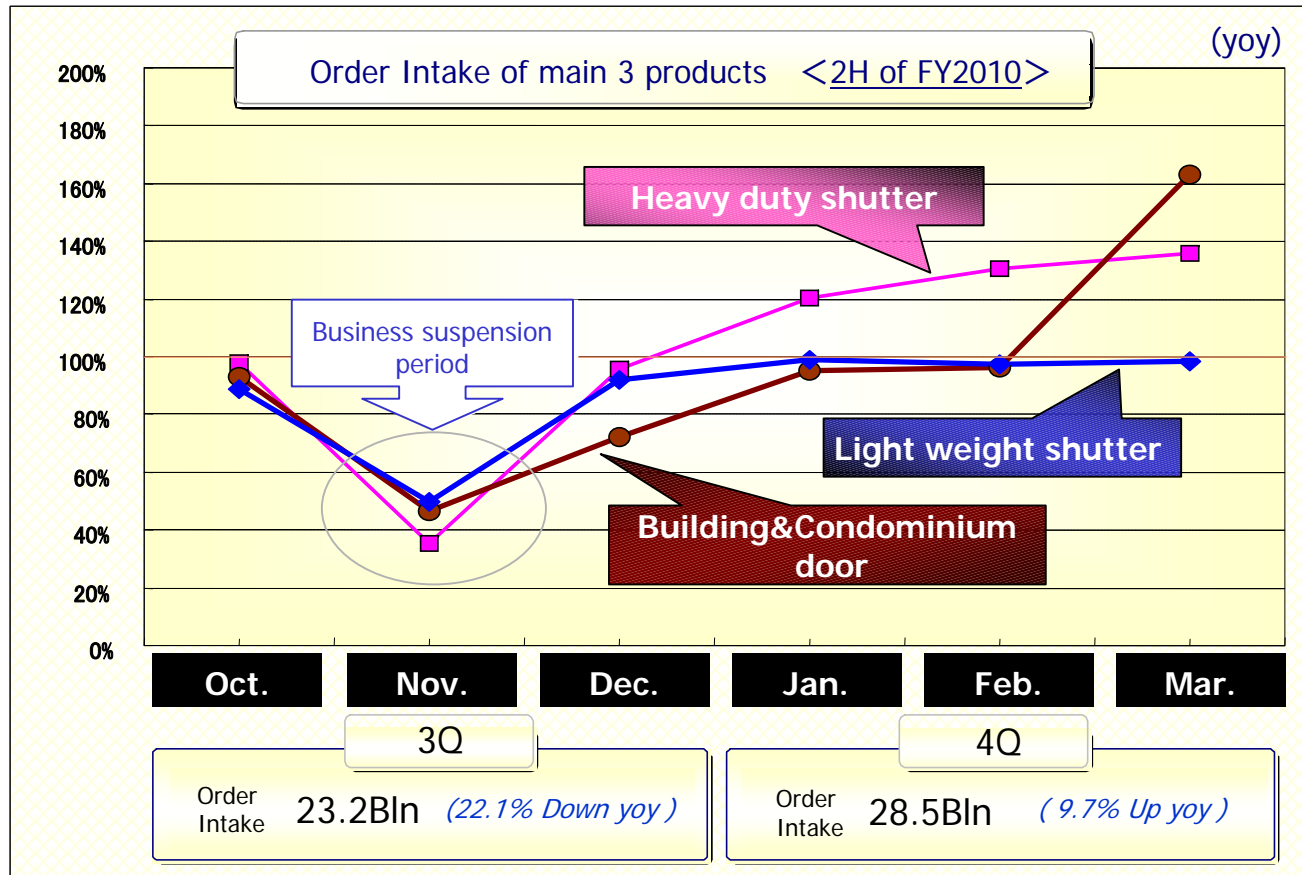 (yoy)
Order Intake of main 3 products <2H of FY2010>
200%
180%
160%
140%
120%
100%
80%
60%
40%
20%
0%
Heavy duty shutter
Business suspension
period
Light weight shutter
Building&Condominium
door
Oct. Nov. Dec. Jan. Feb. Mar.
3Q
Order
Intake 23.2Bln (22.1% Down yoy )
4Q
Order
Intake 28.5Bln ( 9.7% Up yoy )